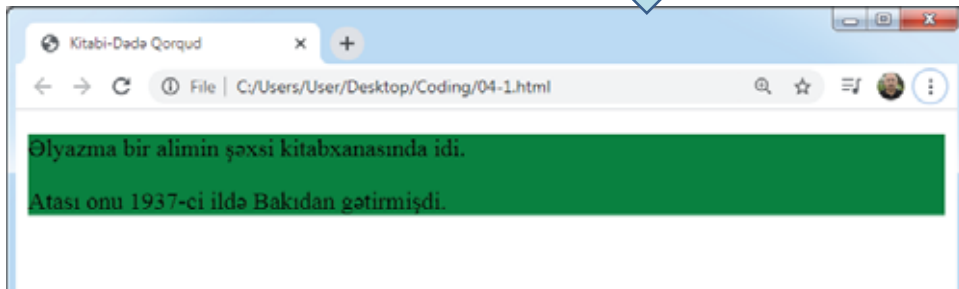 Kitabi-Dədə Qorqud
File | C:/Users/User/Desktop/Coding/04-1.html
Əlyazma bir alimin şəxsi kitabxanasında idi.
Atası onu 1937-ci ildə Bakıdan gətirmişdi.